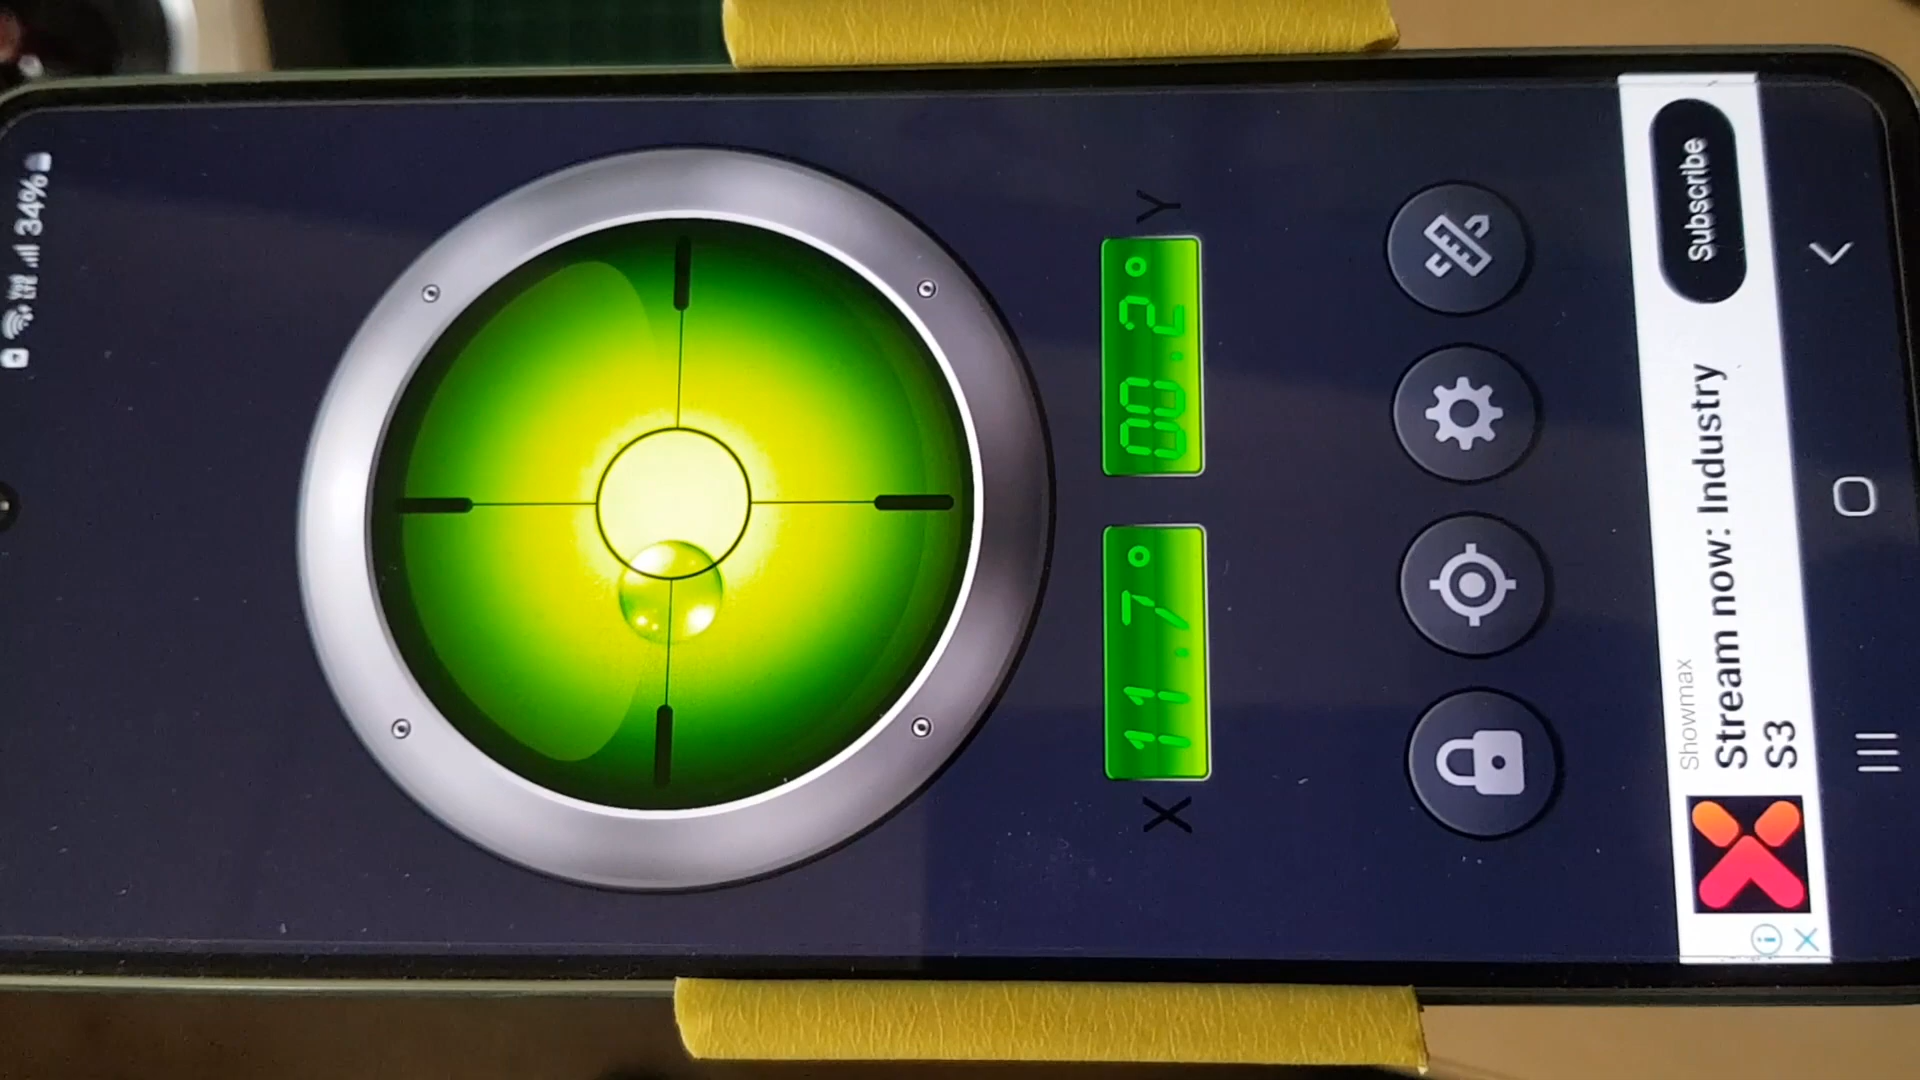 34%
X 11.7° 00.2° Y
Showmax
Stream now: Industry
S3
Subscribe